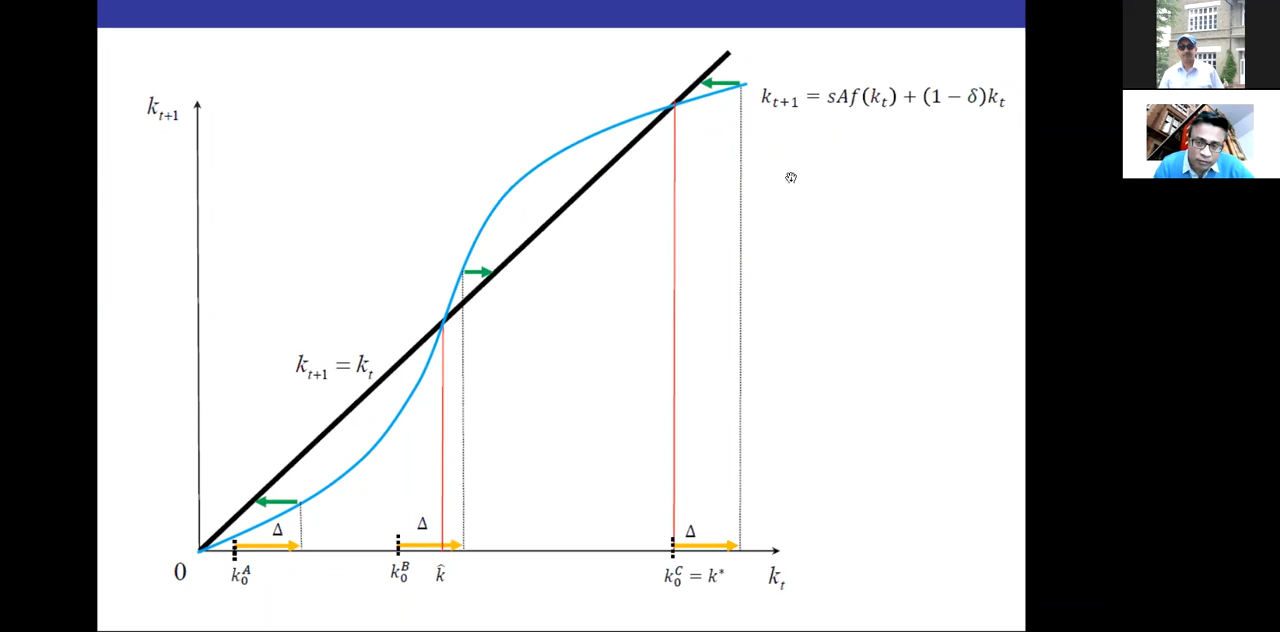 k_{t+1}
k_{t+1} = sAf(k_t) + (1 − δ)k_t
k_{t+1} = k_t
Δ
Δ
Δ
0
k_0^A
k_0^B
k̂
k_0^C = k*
k_t